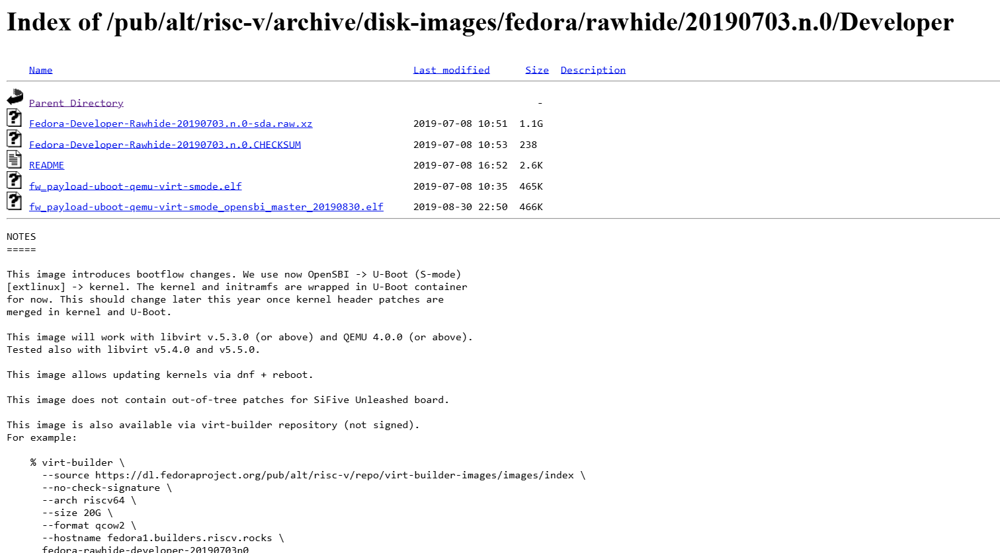 Index of /pub/alt/risc-v/archive/disk-images/fedora/rawhide/20190703.n.0/Developer
Name Last modified Size Description
Parent Directory -
Fedora-Developer-Rawhide-20190703.n.0-sda.raw.xz 2019-07-08 10:51 1.1G
Fedora-Developer-Rawhide-20190703.n.0.CHECKSUM 2019-07-08 10:53 238
README 2019-07-08 16:52 2.6K
fw_payload-uboot-qemu-virt-smode.elf 2019-07-08 10:35 465K
fw_payload-uboot-qemu-virt-smode_opensbi_master_20190830.elf 2019-08-30 22:50 466K
NOTES
=====
This image introduces bootflow changes. We use now OpenSBI -> U-Boot (S-mode)
[extlinux] -> kernel. The kernel and initramfs are wrapped in U-Boot container
for now. This should change later this year once kernel header patches are
merged in kernel and U-Boot.
This image will work with libvirt v.5.3.0 (or above) and QEMU 4.0.0 (or above).
Tested also with libvirt v5.4.0 and v5.5.0.
This image allows updating kernels via dnf + reboot.
This image does not contain out-of-tree patches for SiFive Unleashed board.
This image is also available via virt-builder repository (not signed).
For example:
% virt-builder \
--source https://dl.fedoraproject.org/pub/alt/risc-v/repo/virt-builder-images/images/index \
--no-check-signature \
--arch riscv64 \
--size 20G \
--format qcow2 \
--hostname fedora1.builders.riscv.rocks \
fedora-rawhide-developer-20190703n0